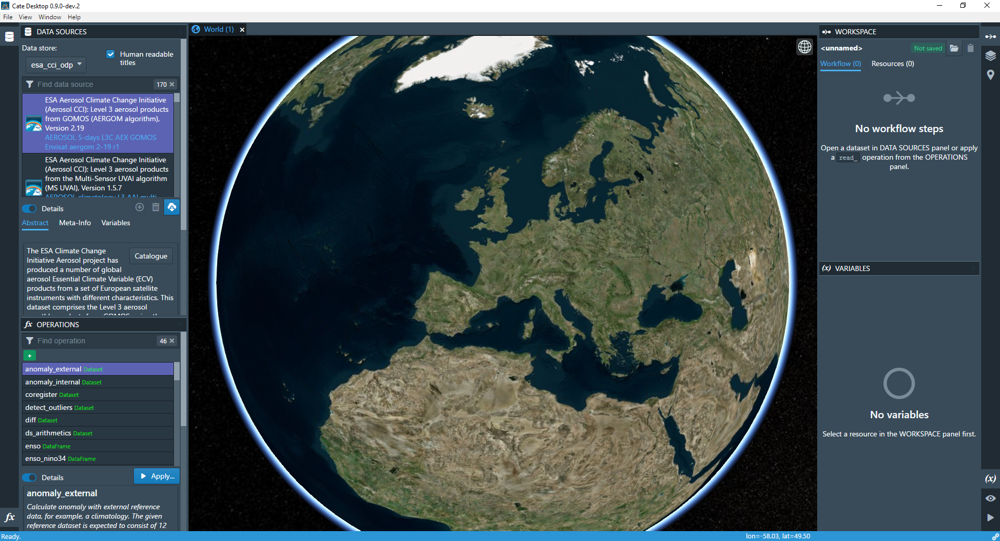 Cate Desktop 0.9.0-dev.2
File View Window Help
DATA SOURCES
Data store:
esa_cci_odp
Human readable
titles
Find data source 170
ESA Aerosol Climate Change Initiative
(Aerosol CCI): Level 3 aerosol products
from GOMOS (AERGOM algorithm),
Version 2.19
AEROSOL 5-days L3C AEX GOMOS
Envisat aergom 2-19 r1
ESA Aerosol Climate Change Initiative
(Aerosol CCI): Level 3 aerosol products
from the Multi-Sensor UVAI algorithm
(MS UVAI), Version 1.5.7
AEROSOL climatology L3 AAI multi
Details
Abstract Meta-Info Variables
Catalogue
The ESA Climate Change
Initiative Aerosol project has
produced a number of global
aerosol Essential Climate Variable (ECV)
products from a set of European satellite
instruments with different characteristics. This
dataset comprises the Level 3 aerosol
fx OPERATIONS
Find operation 46
+
anomaly_external Dataset
anomaly_internal Dataset
coregister Dataset
detect_outliers Dataset
diff Dataset
ds_arithmetics Dataset
enso DataFrame
enso_nino34 DataFrame
Details
Apply...
anomaly_external
Calculate anomaly with external reference
data, for example, a climatology. The given
reference dataset is expected to consist of 12
fx
World (1)
WORKSPACE
<unnamed> Not saved
Workflow (0) Resources (0)
No workflow steps
Open a dataset in DATA SOURCES panel or apply
a read_ operation from the OPERATIONS
panel.
(x) VARIABLES
No variables
Select a resource in the WORKSPACE panel first.
(x)
Ready.
lon=-58.03, lat=49.50